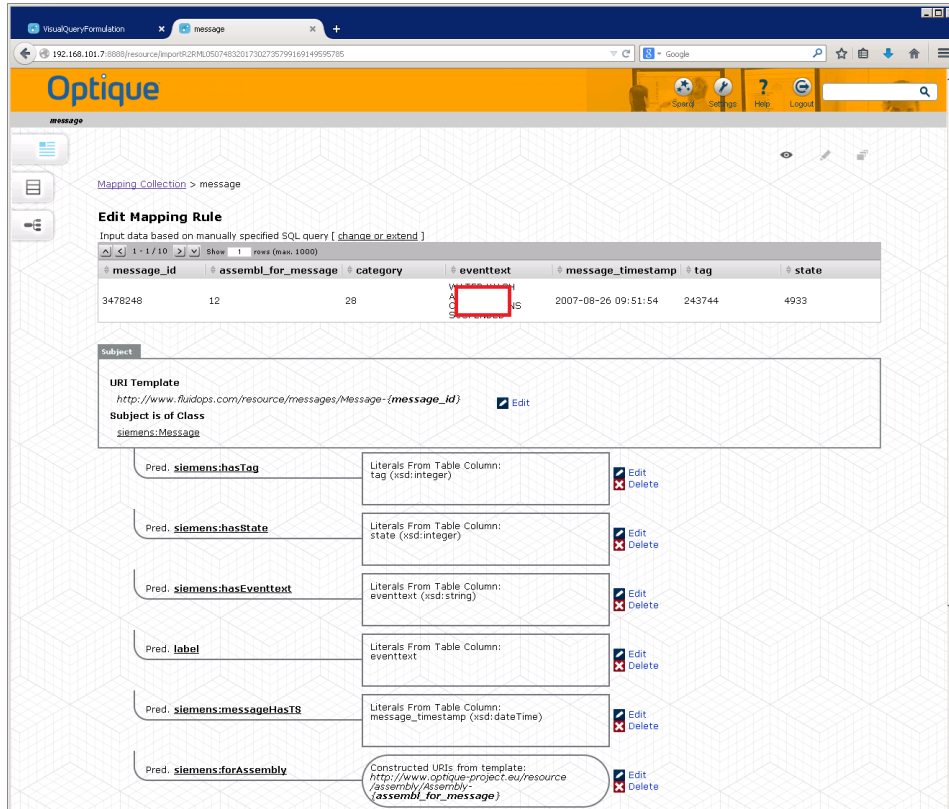 VisualQueryFormulation
message
192.168.101.7:8888/resource/importR2RML05074832017302735799169149595785
Google
Optique
Sparql
Settings
Help
Logout
message
Mapping Collection > message
Edit Mapping Rule
Input data based on manually specified SQL query [ change or extend ]
1 - 1 / 10 Show 1 rows (max. 1000)
message_id assembl_for_message category eventtext message_timestamp tag state
3478248 12 28 2007-08-26 09:51:54 243744 4933
Subject
URI Template
http://www.fluidops.com/resource/messages/Message-{message_id}
Edit
Subject is of Class
siemens:Message
Pred. siemens:hasTag
Literals From Table Column:
tag (xsd:integer)
Edit
Delete
Pred. siemens:hasState
Literals From Table Column:
state (xsd:integer)
Edit
Delete
Pred. siemens:hasEventtext
Literals From Table Column:
eventtext (xsd:string)
Edit
Delete
Pred. label
Literals From Table Column:
eventtext
Edit
Delete
Pred. siemens:messageHasTS
Literals From Table Column:
message_timestamp (xsd:dateTime)
Edit
Delete
Pred. siemens:forAssembly
Constructed URIs from template:
http://www.optique-project.eu/resource
/assembly/Assembly-
{assembl_for_message}
Edit
Delete